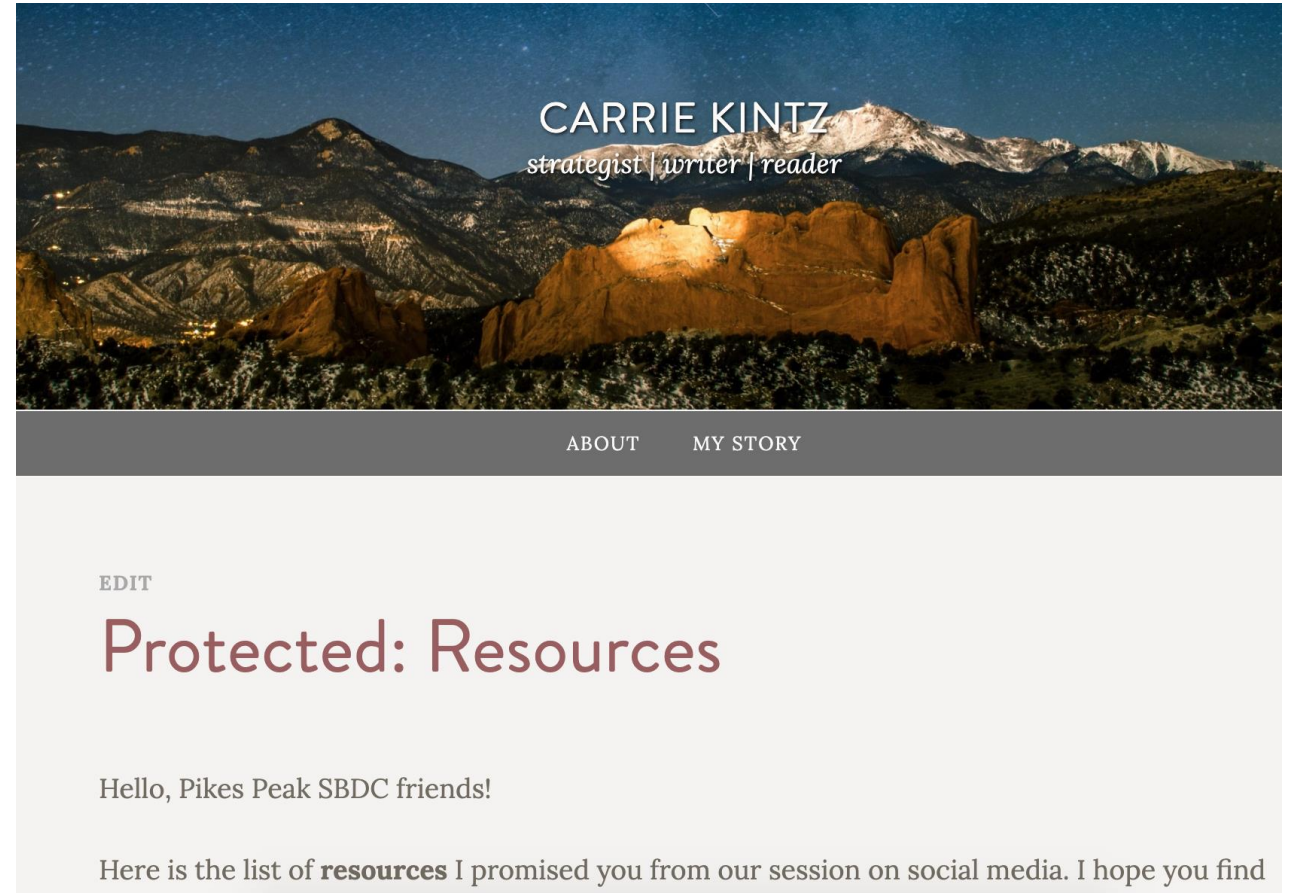 CARRIE KINTZ
strategist | writer | reader
ABOUT MY STORY
EDIT
Protected: Resources
Hello, Pikes Peak SBDC friends!
Here is the list of resources I promised you from our session on social media. I hope you find